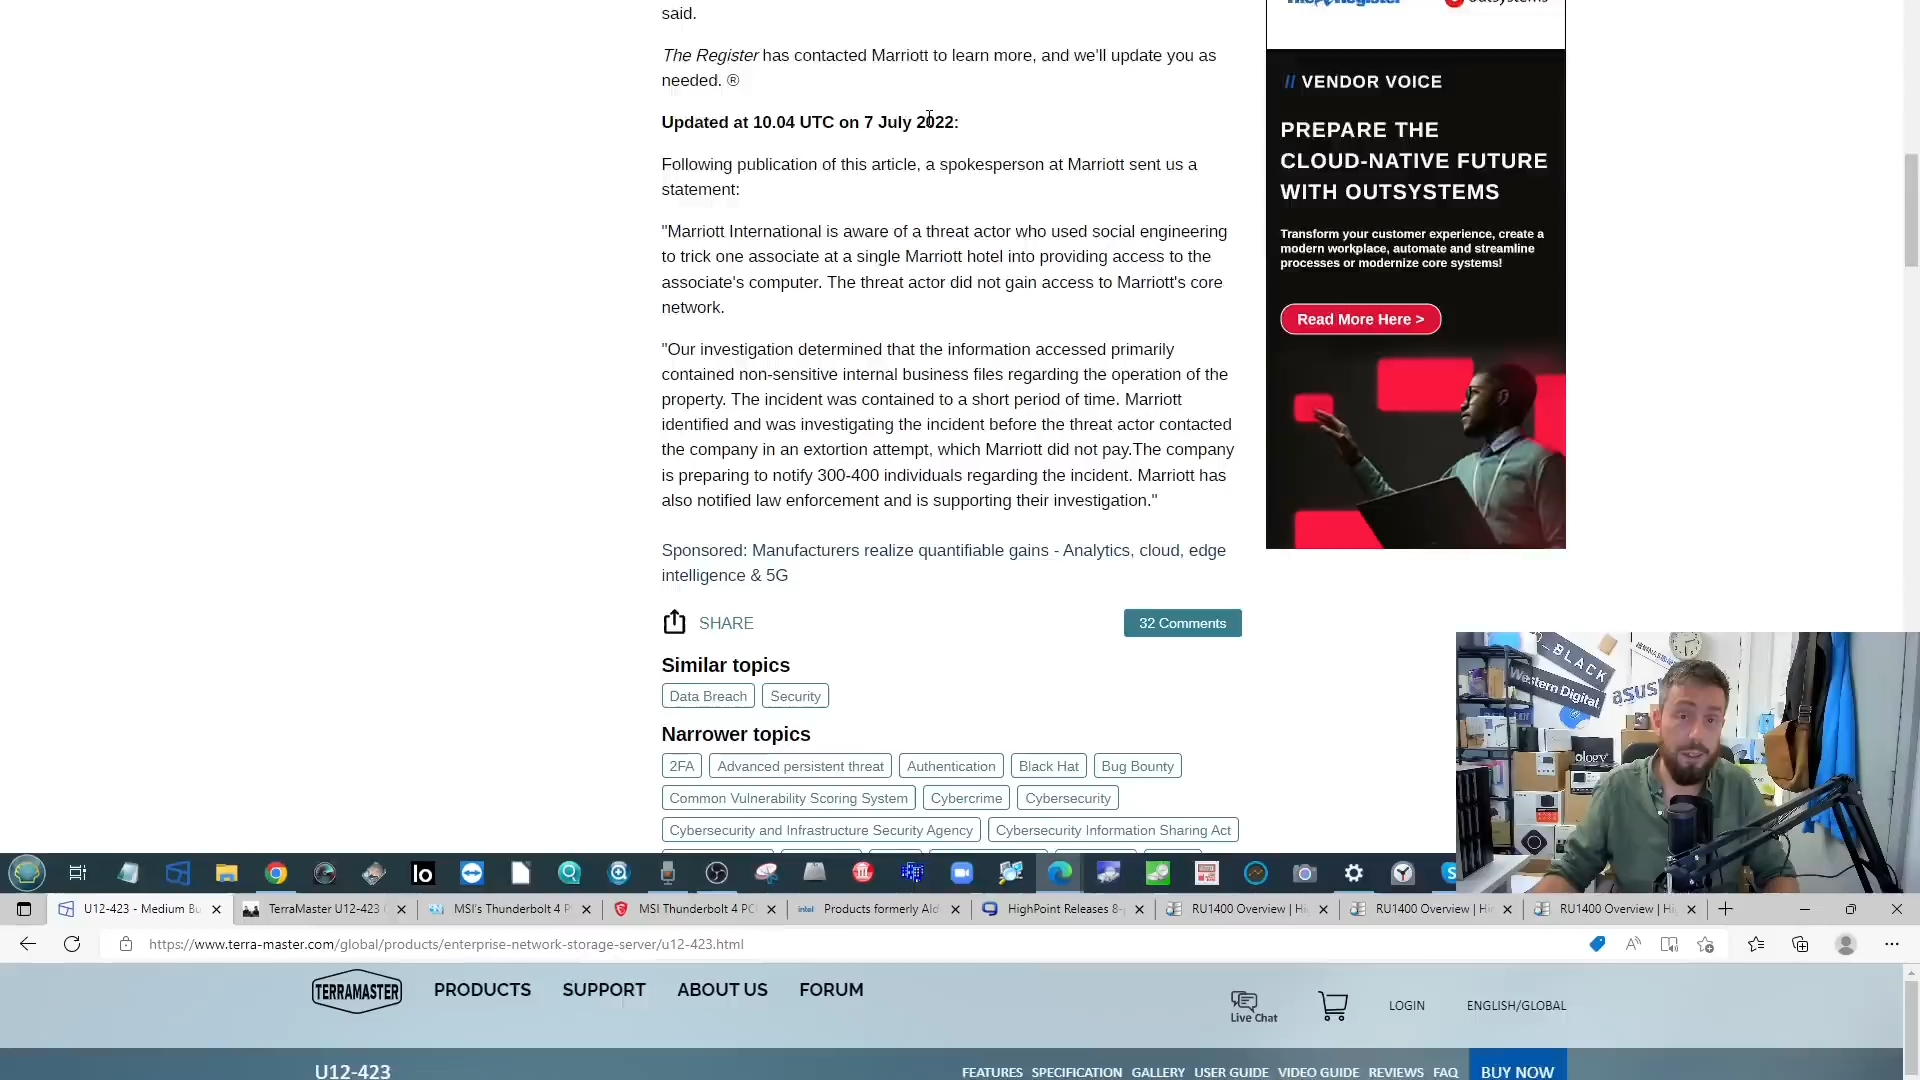 said.
The Register has contacted Marriott to learn more, and we'll update you as
needed. ®
Updated at 10.04 UTC on 7 July 2022:
Following publication of this article, a spokesperson at Marriott sent us a
statement:
"Marriott International is aware of a threat actor who used social engineering
to trick one associate at a single Marriott hotel into providing access to the
associate's computer. The threat actor did not gain access to Marriott's core
network.
"Our investigation determined that the information accessed primarily
contained non-sensitive internal business files regarding the operation of the
property. The incident was contained to a short period of time. Marriott
identified and was investigating the incident before the threat actor contacted
the company in an extortion attempt, which Marriott did not pay.The company
is preparing to notify 300-400 individuals regarding the incident. Marriott has
also notified law enforcement and is supporting their investigation."
Sponsored: Manufacturers realize quantifiable gains - Analytics, cloud, edge
intelligence & 5G
SHARE
32 Comments
Similar topics
Data Breach Security
Narrower topics
2FA Advanced persistent threat Authentication Black Hat Bug Bounty
Common Vulnerability Scoring System Cybercrime Cybersecurity
Cybersecurity and Infrastructure Security Agency Cybersecurity Information Sharing Act
// VENDOR VOICE
PREPARE THE
CLOUD-NATIVE FUTURE
WITH OUTSYSTEMS
Transform your customer experience, create a
modern workplace, automate and streamline
processes or modernize core systems!
Read More Here >
_BLACK
Western Digital
asus
ology
lo
U12-423 - Medium Bu
TerraMaster U12-423
MSI's Thunderbolt 4 P
MSI Thunderbolt 4 PC
intel Products formerly Ald
HighPoint Releases 8-
RU1400 Overview | Hi
RU1400 Overview | Hi
RU1400 Overview | Hi
https://www.terra-master.com/global/products/enterprise-network-storage-server/u12-423.html
TERRAMASTER
PRODUCTS SUPPORT ABOUT US FORUM
Live Chat
LOGIN
ENGLISH/GLOBAL
U12-423
FEATURES SPECIFICATION GALLERY USER GUIDE VIDEO GUIDE REVIEWS FAQ BUY NOW